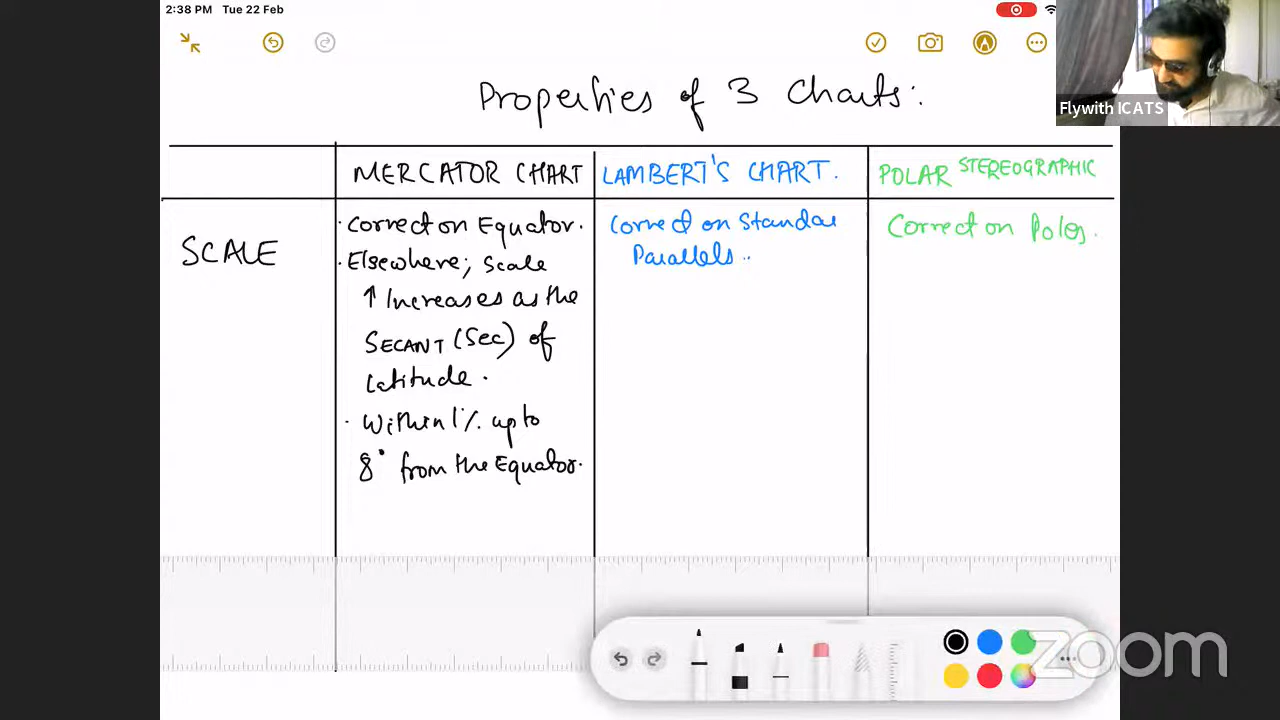 2:38 PM Tue 22 Feb
Flywith ICATS
Properties of 3 Charts:
MERCATOR CHART
LAMBERT'S CHART.
POLAR STEREOGRAPHIC
SCALE
· Correct on Equator.
· Elsewhere; Scale
↑ Increases as the
SECANT (Sec) of
Latitude.
· Within 1% upto
8° from the Equator.
Correct on Standar
Parallels..
Correct on Poles.
zoom